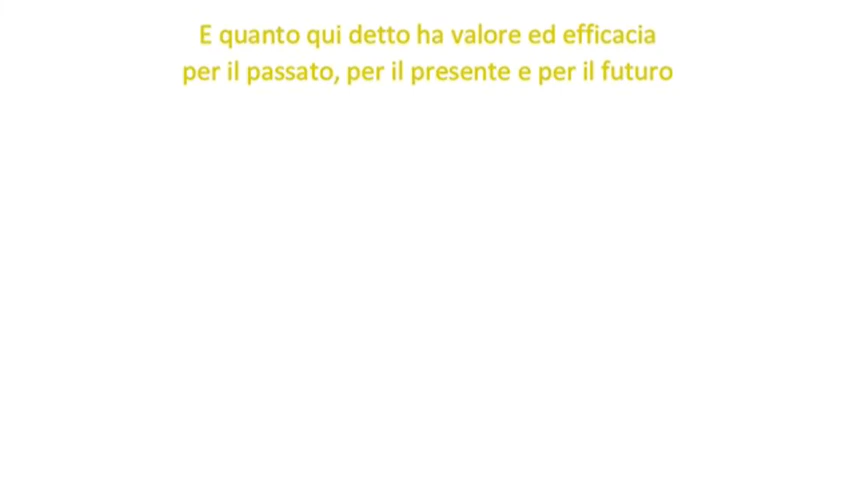 E quanto qui detto ha valore ed efficacia
per il passato, per il presente e per il futuro